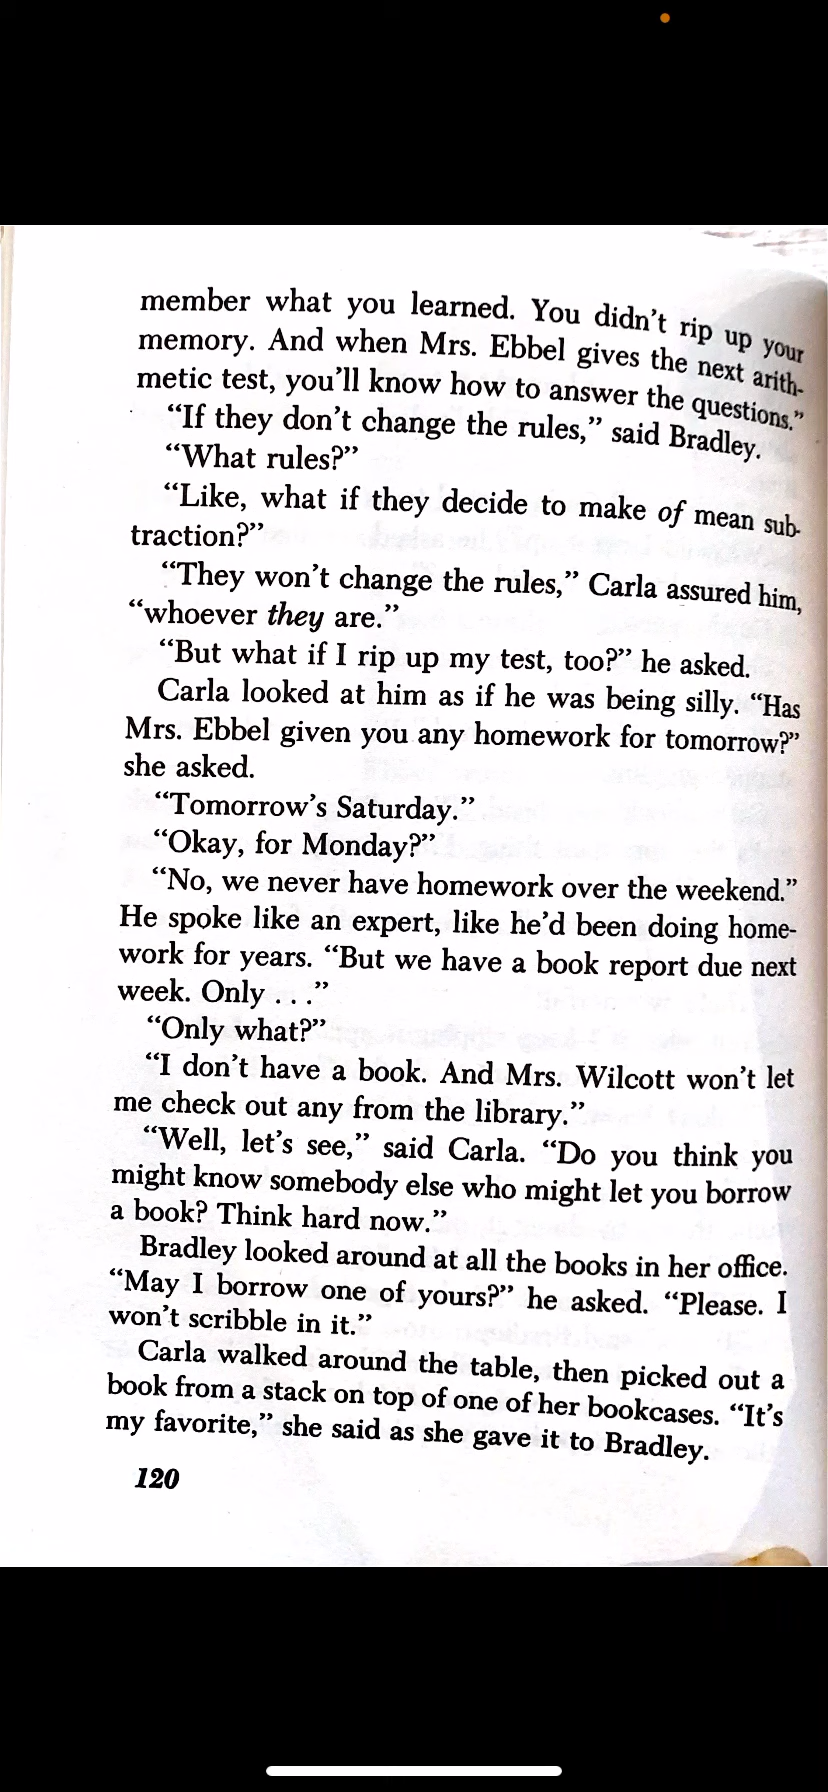 member what you learned. You didn't rip up your
memory. And when Mrs. Ebbel gives the next arith-
metic test, you'll know how to answer the questions."
"If they don't change the rules," said Bradley.
"What rules?"
"Like, what if they decide to make of mean sub-
traction?"
"They won't change the rules," Carla assured him,
"whoever they are."
"But what if I rip up my test, too?" he asked.
Carla looked at him as if he was being silly. "Has
Mrs. Ebbel given you any homework for tomorrow?"
she asked.
"Tomorrow's Saturday."
"Okay, for Monday?"
"No, we never have homework over the weekend."
He spoke like an expert, like he'd been doing home-
work for years. "But we have a book report due next
week. Only . . ."
"Only what?"
"I don't have a book. And Mrs. Wilcott won't let
me check out any from the library."
"Well, let's see," said Carla. "Do you think you
might know somebody else who might let you borrow
a book? Think hard now."
Bradley looked around at all the books in her office.
"May I borrow one of yours?" he asked. "Please. I
won't scribble in it."
Carla walked around the table, then picked out a
book from a stack on top of one of her bookcases. "It's
my favorite," she said as she gave it to Bradley.
120